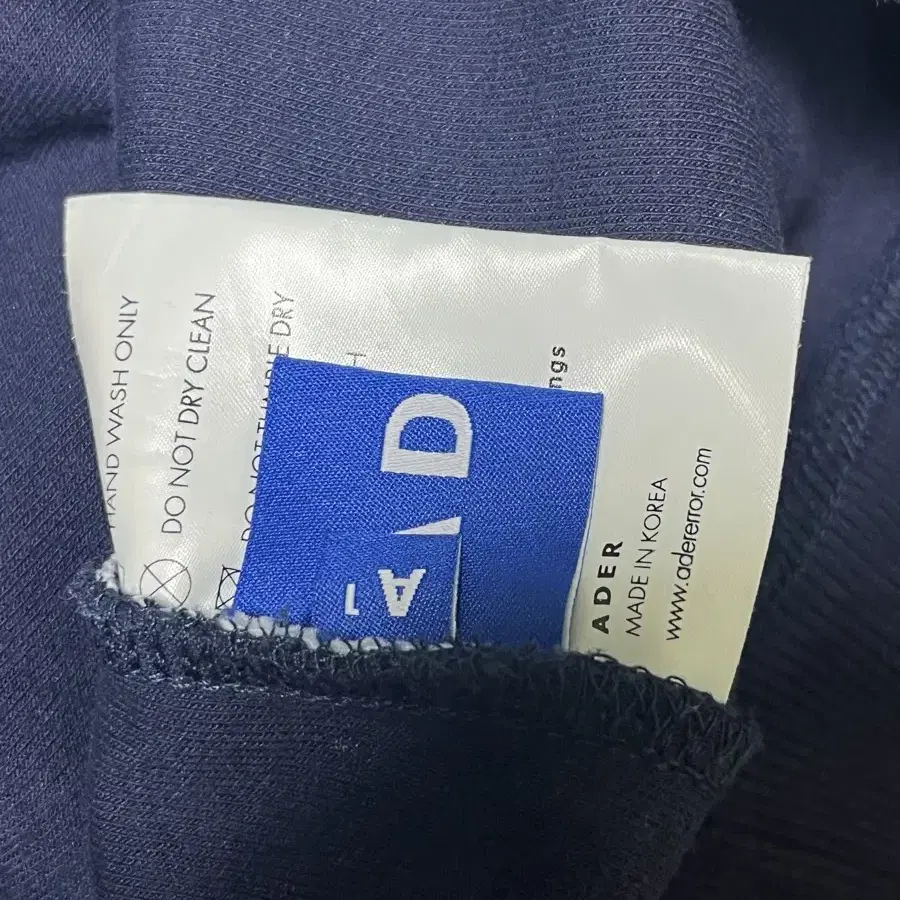 HAND WASH ONLY
DO NOT DRY CLEAN
DO NOT TUMBLE DRY
ngs
A1
D
ADER
MADE IN KOREA
www.adererror.com